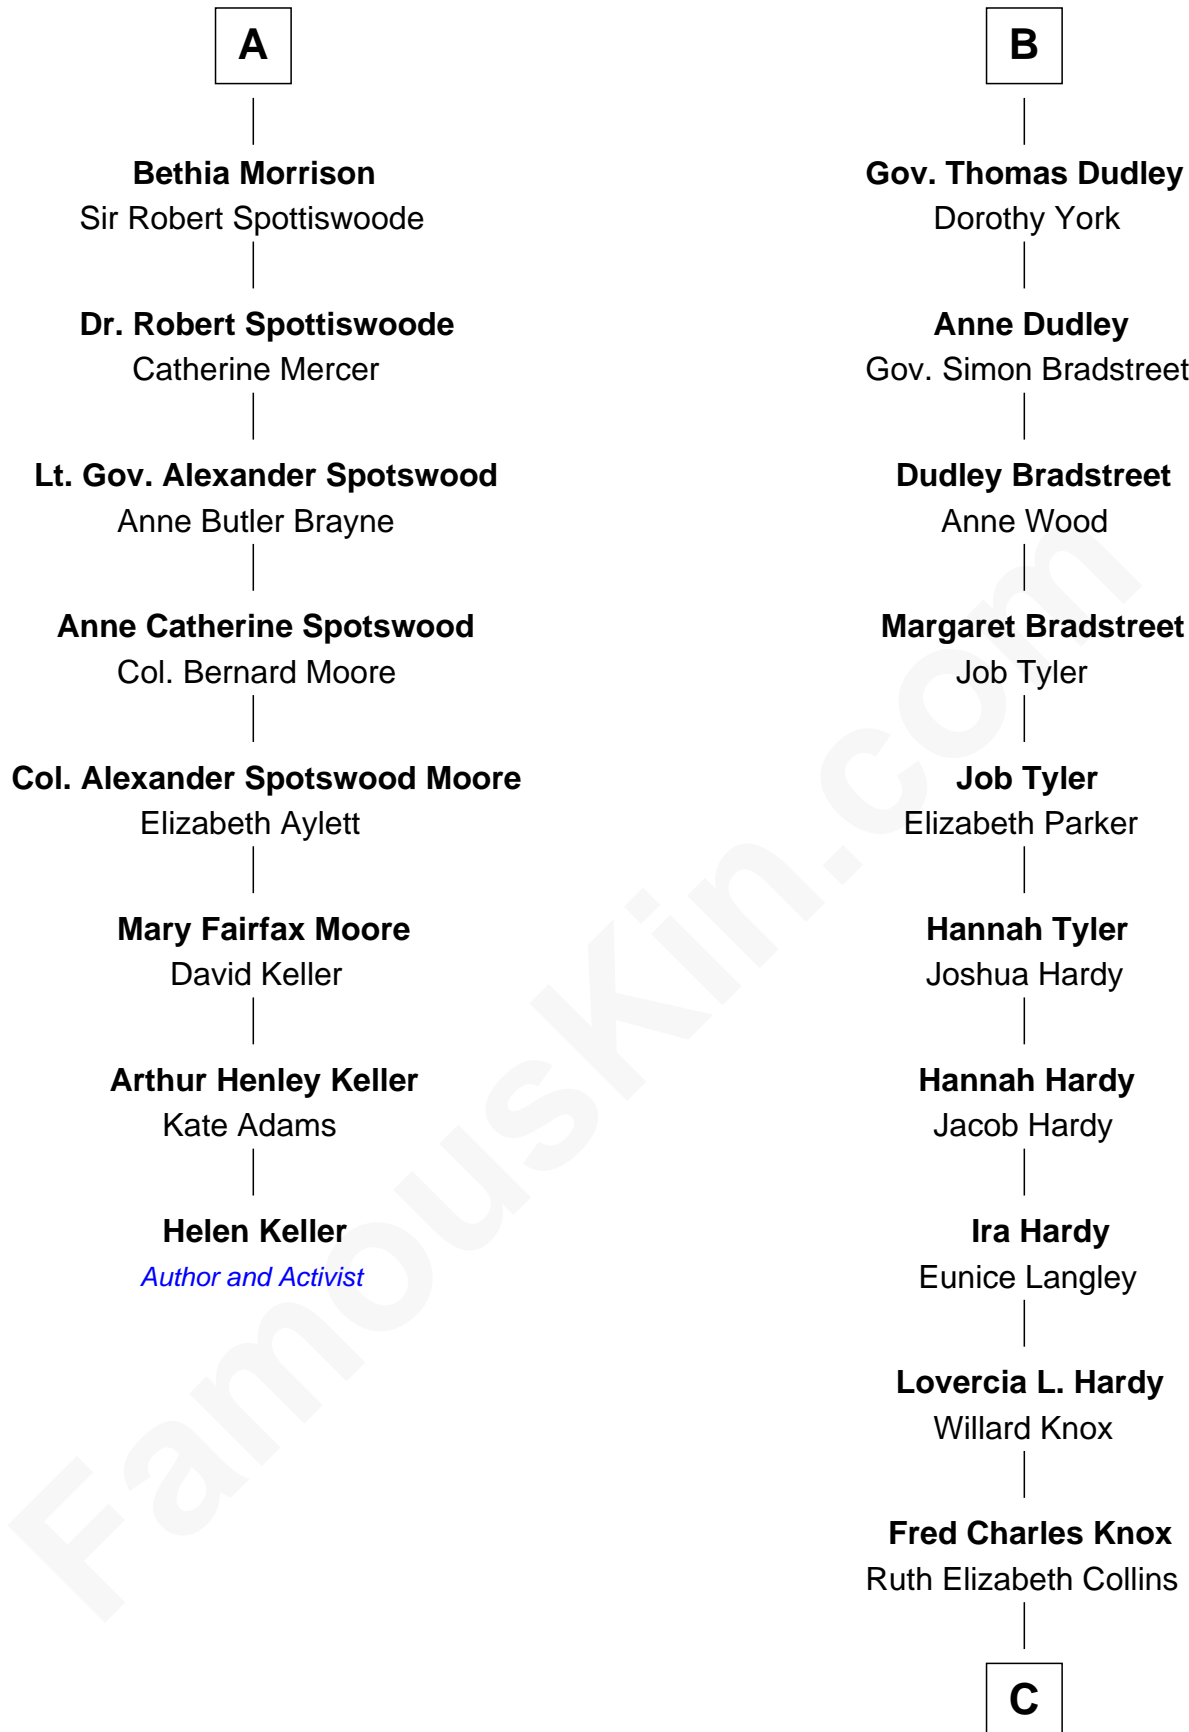 A
Bethia Morrison
Sir Robert Spottiswoode
Dr. Robert Spottiswoode
Catherine Mercer
Lt. Gov. Alexander Spotswood
Anne Butler Brayne
Anne Catherine Spotswood
Col. Bernard Moore
Col. Alexander Spotswood Moore
Elizabeth Aylett
Mary Fairfax Moore
David Keller
Arthur Henley Keller
Kate Adams
Helen Keller
Author and Activist
B
Gov. Thomas Dudley
Dorothy York
Anne Dudley
Gov. Simon Bradstreet
Dudley Bradstreet
Anne Wood
Margaret Bradstreet
Job Tyler
Job Tyler
Elizabeth Parker
Hannah Tyler
Joshua Hardy
Hannah Hardy
Jacob Hardy
Ira Hardy
Eunice Langley
Lovercia L. Hardy
Willard Knox
Fred Charles Knox
Ruth Elizabeth Collins
C
FamousKin.com